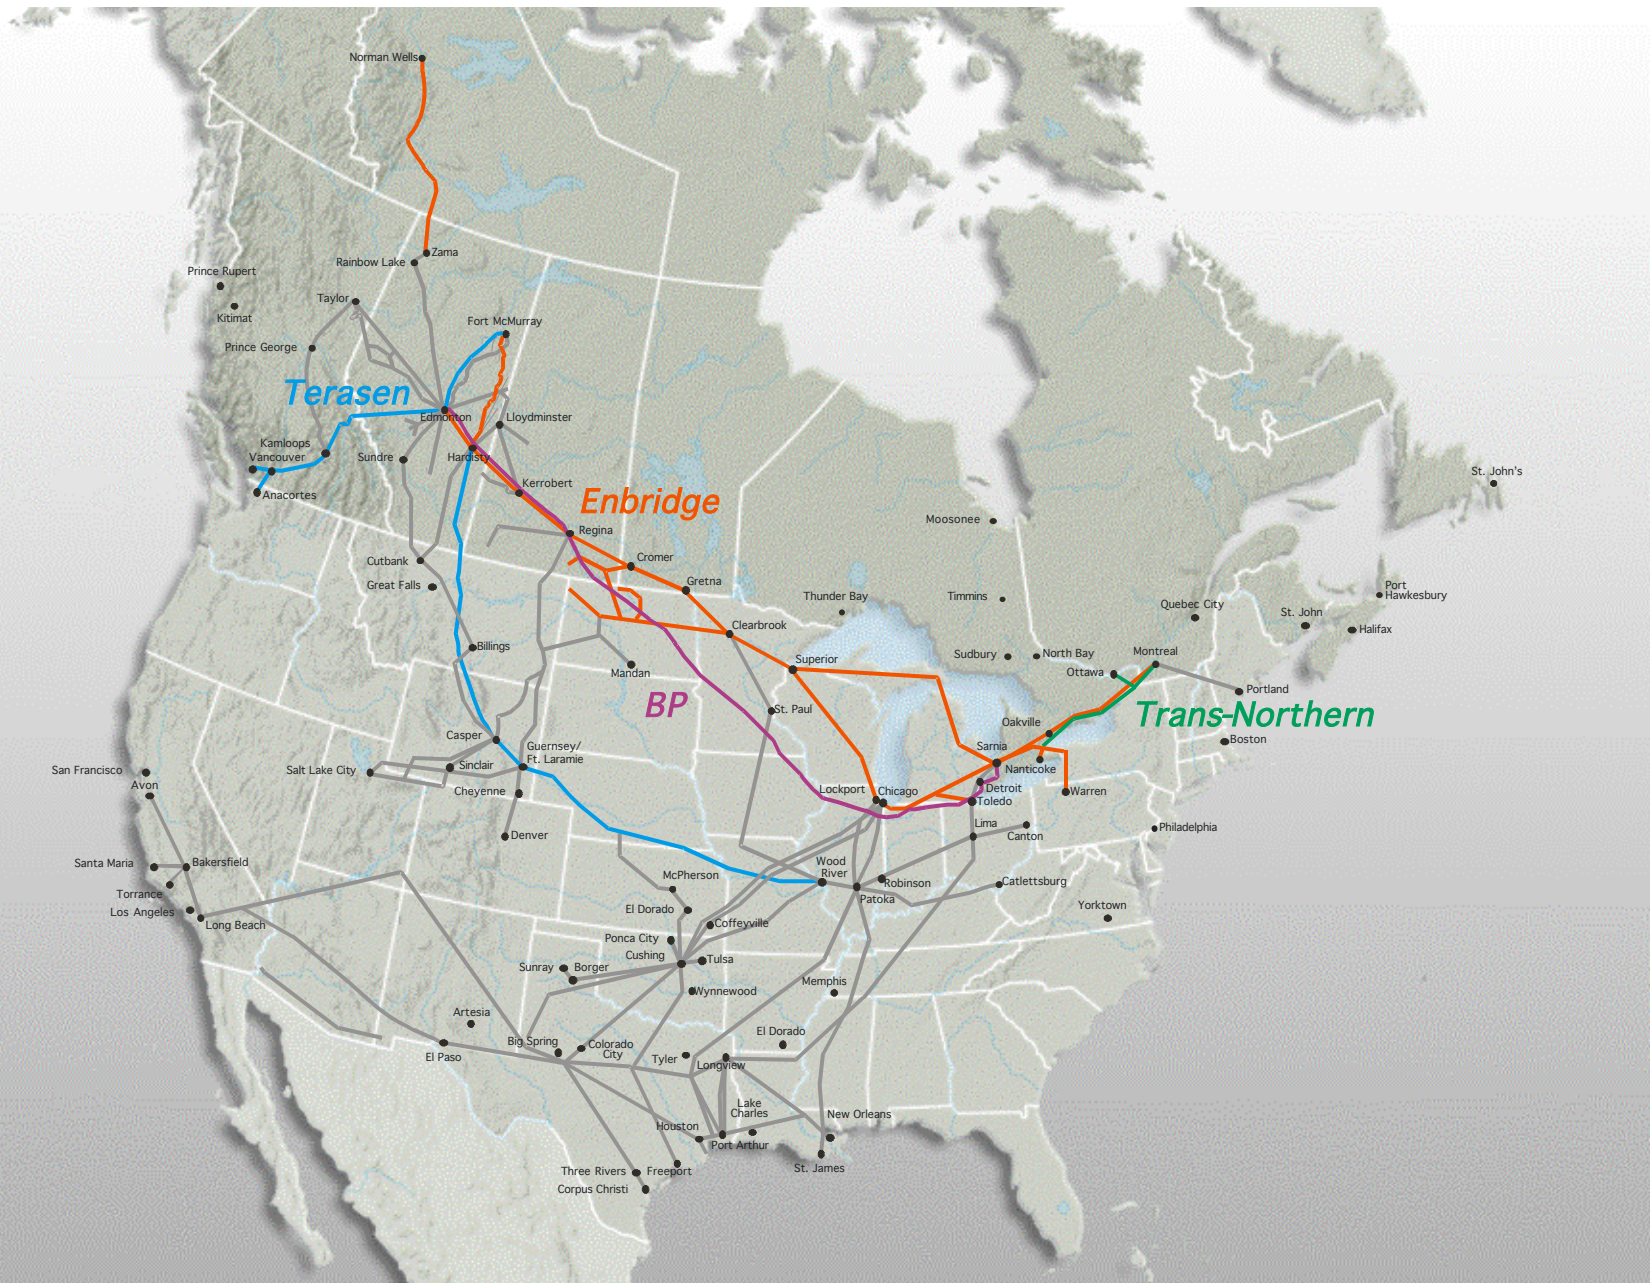 Norman Wells
Zama
Rainbow Lake
Prince Rupert
Taylor
Kitimat
Fort McMurray
Prince George
Terasen
Edmonton
Lloydminster
Kamloops
Vancouver
Sundre
Hardisty
Anacortes
Kerrobert
Enbridge
St. John's
Moosonee
Regina
Cutbank
Cromer
Great Falls
Gretna
Port
Hawkesbury
Thunder Bay
Timmins
Quebec City
St. John
Halifax
Clearbrook
Billings
Superior
Sudbury
North Bay
Montreal
Mandan
Ottawa
Portland
BP
St. Paul
Trans-Northern
Oakville
Casper
Boston
Guernsey/
Ft. Laramie
Sarnia
San Francisco
Salt Lake City
Sinclair
Nanticoke
Avon
Cheyenne
Lockport
Chicago
Detroit
Toledo
Warren
Denver
Lima
Canton
Philadelphia
Santa Maria
Bakersfield
Wood
River
McPherson
Robinson
Catlettsburg
Torrance
Patoka
Los Angeles
El Dorado
Yorktown
Long Beach
Coffeyville
Ponca City
Cushing
Tulsa
Sunray
Borger
Wynnewood
Memphis
Artesia
El Dorado
Big Spring
Colorado
City
El Paso
Tyler
Longview
Lake
Charles
Houston
New Orleans
Port Arthur
Three Rivers
Freeport
St. James
Corpus Christi